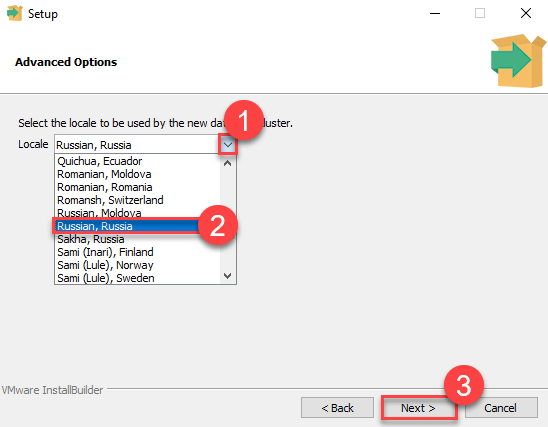 Setup
Advanced Options
Select the locale to be used by the new dat luster.
1
Locale Russian, Russia
Quichua, Ecuador
Romanian, Moldova
Romanian, Romania
Romansh, Switzerland
Russian, Moldova
Russian, Russia 2
Sakha, Russia
Sami (Inari), Finland
Sami (Lule), Norway
Sami (Lule), Sweden
VMware InstallBuilder
3
< Back Next > Cancel